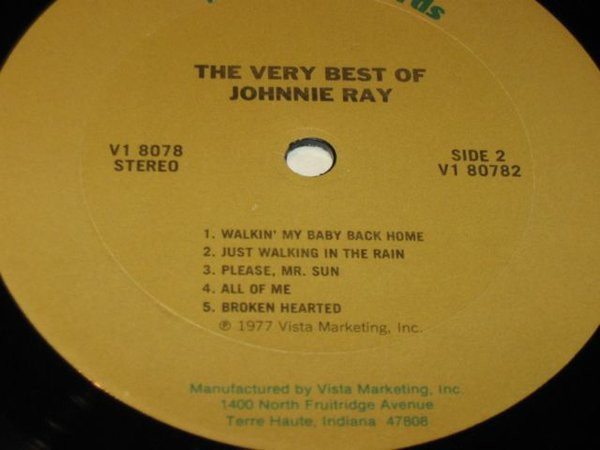 THE VERY BEST OF
JOHNNIE RAY
V1 8078
STEREO
SIDE 2
V1 80782
1. WALKIN' MY BABY BACK HOME
2. JUST WALKING IN THE RAIN
3. PLEASE, MR. SUN
4. ALL OF ME
5. BROKEN HEARTED
℗ 1977 Vista Marketing, Inc.
Manufactured by Vista Marketing, Inc.
1400 North Fruitridge Avenue
Terre Haute, Indiana 47808